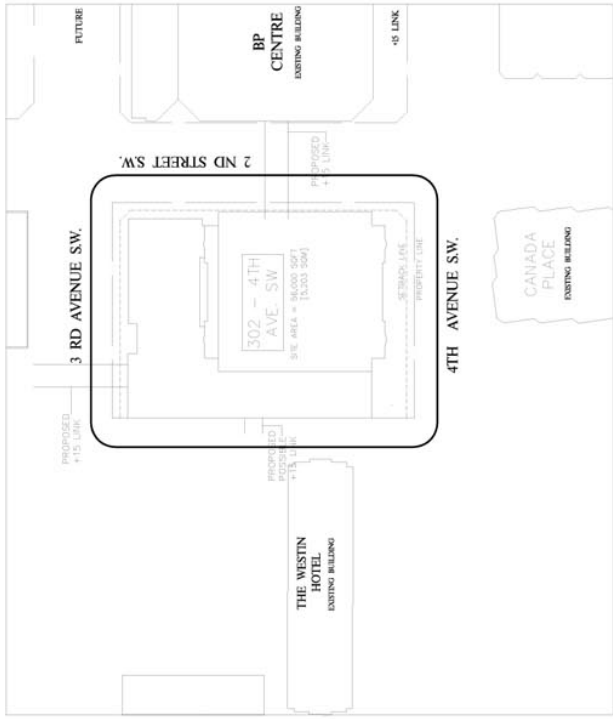 FUTURE
BP
CENTRE
EXISTING BUILDING
+15 LINK
2 ND STREET S.W.
PROPOSED
+15 LINK
3 RD AVENUE S.W.
302 - 4TH
AVE. SW
SITE AREA = 56,000 SQFT
[5,203 SQM]
SETBACK LINE
PROPERTY LINE
4TH AVENUE S.W.
CANADA
PLACE
EXISTING BUILDING
PROPOSED
+15 LINK
PROPOSED
POSSIBLE
+15 LINK
THE WESTIN
HOTEL
EXISTING BUILDING